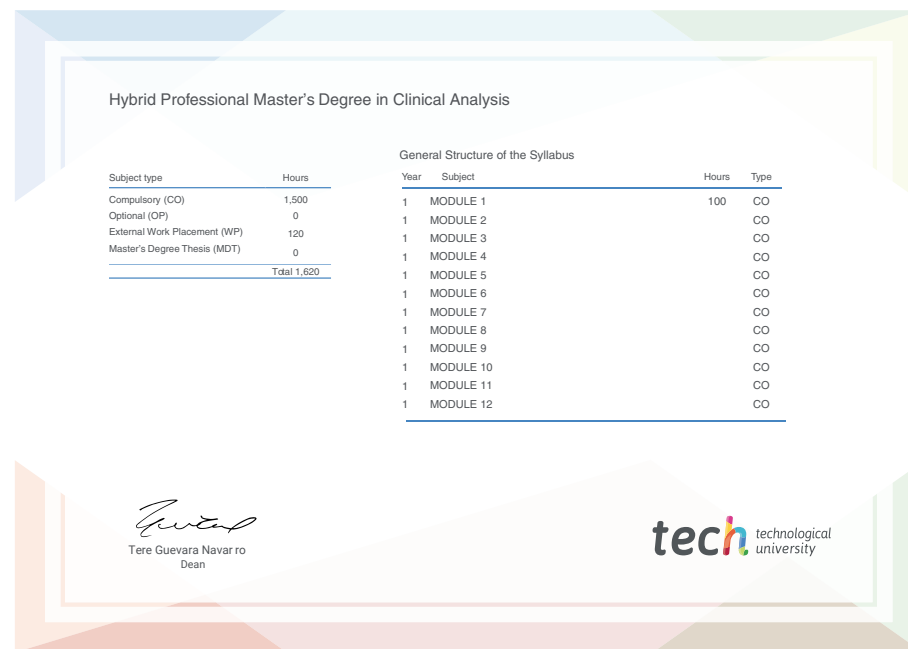 Hybrid Professional Master's Degree in Clinical Analysis
General Structure of the Syllabus
Subject type Hours
Compulsory (CO) 1,500
Optional (OP) 0
External Work Placement (WP) 120
Master's Degree Thesis (MDT) 0
Total 1,620
Year Subject Hours Type
1 MODULE 1 100 CO
1 MODULE 2 CO
1 MODULE 3 CO
1 MODULE 4 CO
1 MODULE 5 CO
1 MODULE 6 CO
1 MODULE 7 CO
1 MODULE 8 CO
1 MODULE 9 CO
1 MODULE 10 CO
1 MODULE 11 CO
1 MODULE 12 CO
Tere Guevara Navar ro
Dean
tech technological
university